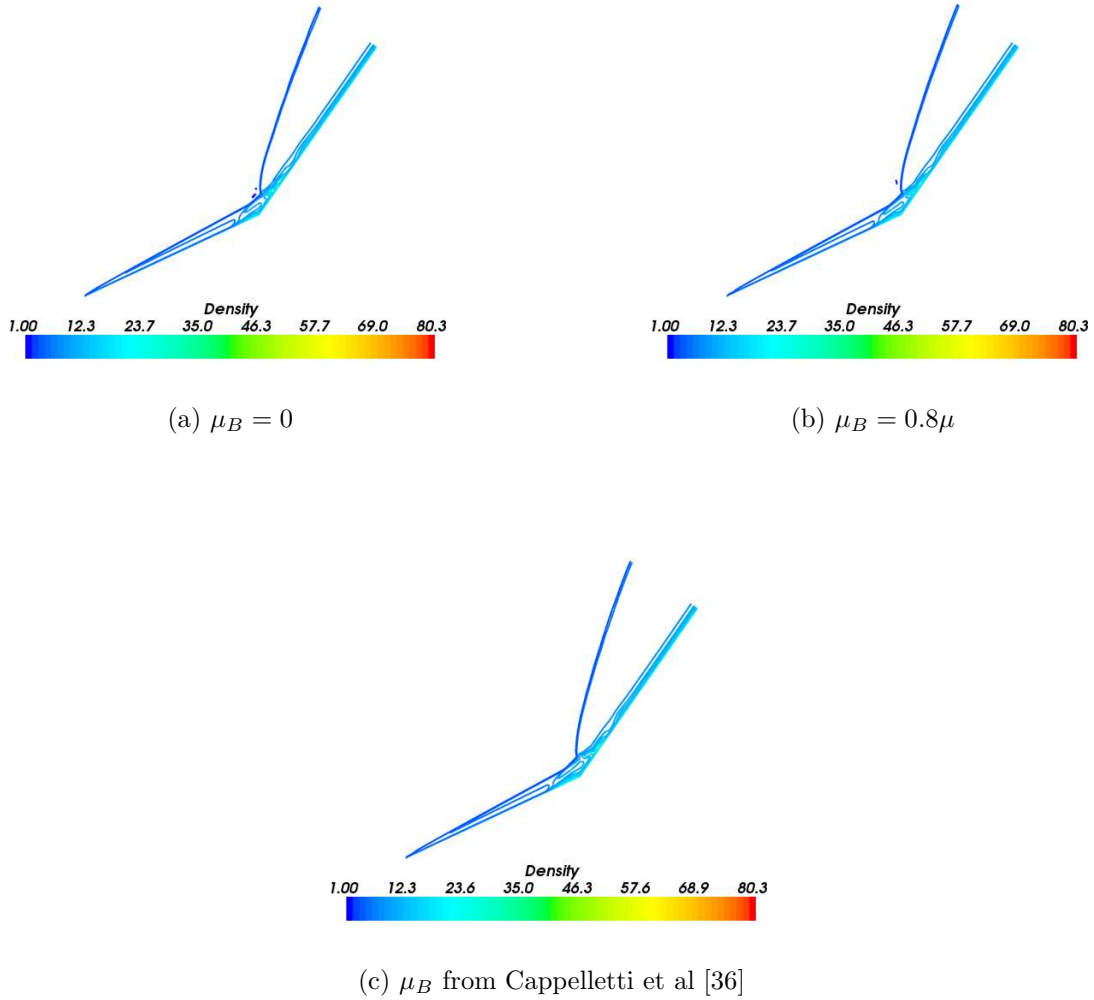 Density
1.00 12.3 23.7 35.0 46.3 57.7 69.0 80.3
(a) μ_B = 0
Density
1.00 12.3 23.7 35.0 46.3 57.7 69.0 80.3
(b) μ_B = 0.8μ
Density
1.00 12.3 23.6 35.0 46.3 57.6 68.9 80.3
(c) μ_B from Cappelletti et al [36]